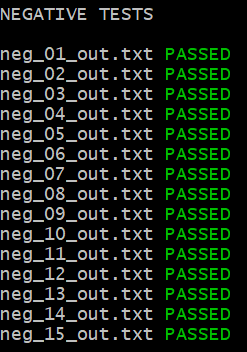 NEGATIVE TESTS
neg_01_out.txt PASSED
neg_02_out.txt PASSED
neg_03_out.txt PASSED
neg_04_out.txt PASSED
neg_05_out.txt PASSED
neg_06_out.txt PASSED
neg_07_out.txt PASSED
neg_08_out.txt PASSED
neg_09_out.txt PASSED
neg_10_out.txt PASSED
neg_11_out.txt PASSED
neg_12_out.txt PASSED
neg_13_out.txt PASSED
neg_14_out.txt PASSED
neg_15_out.txt PASSED